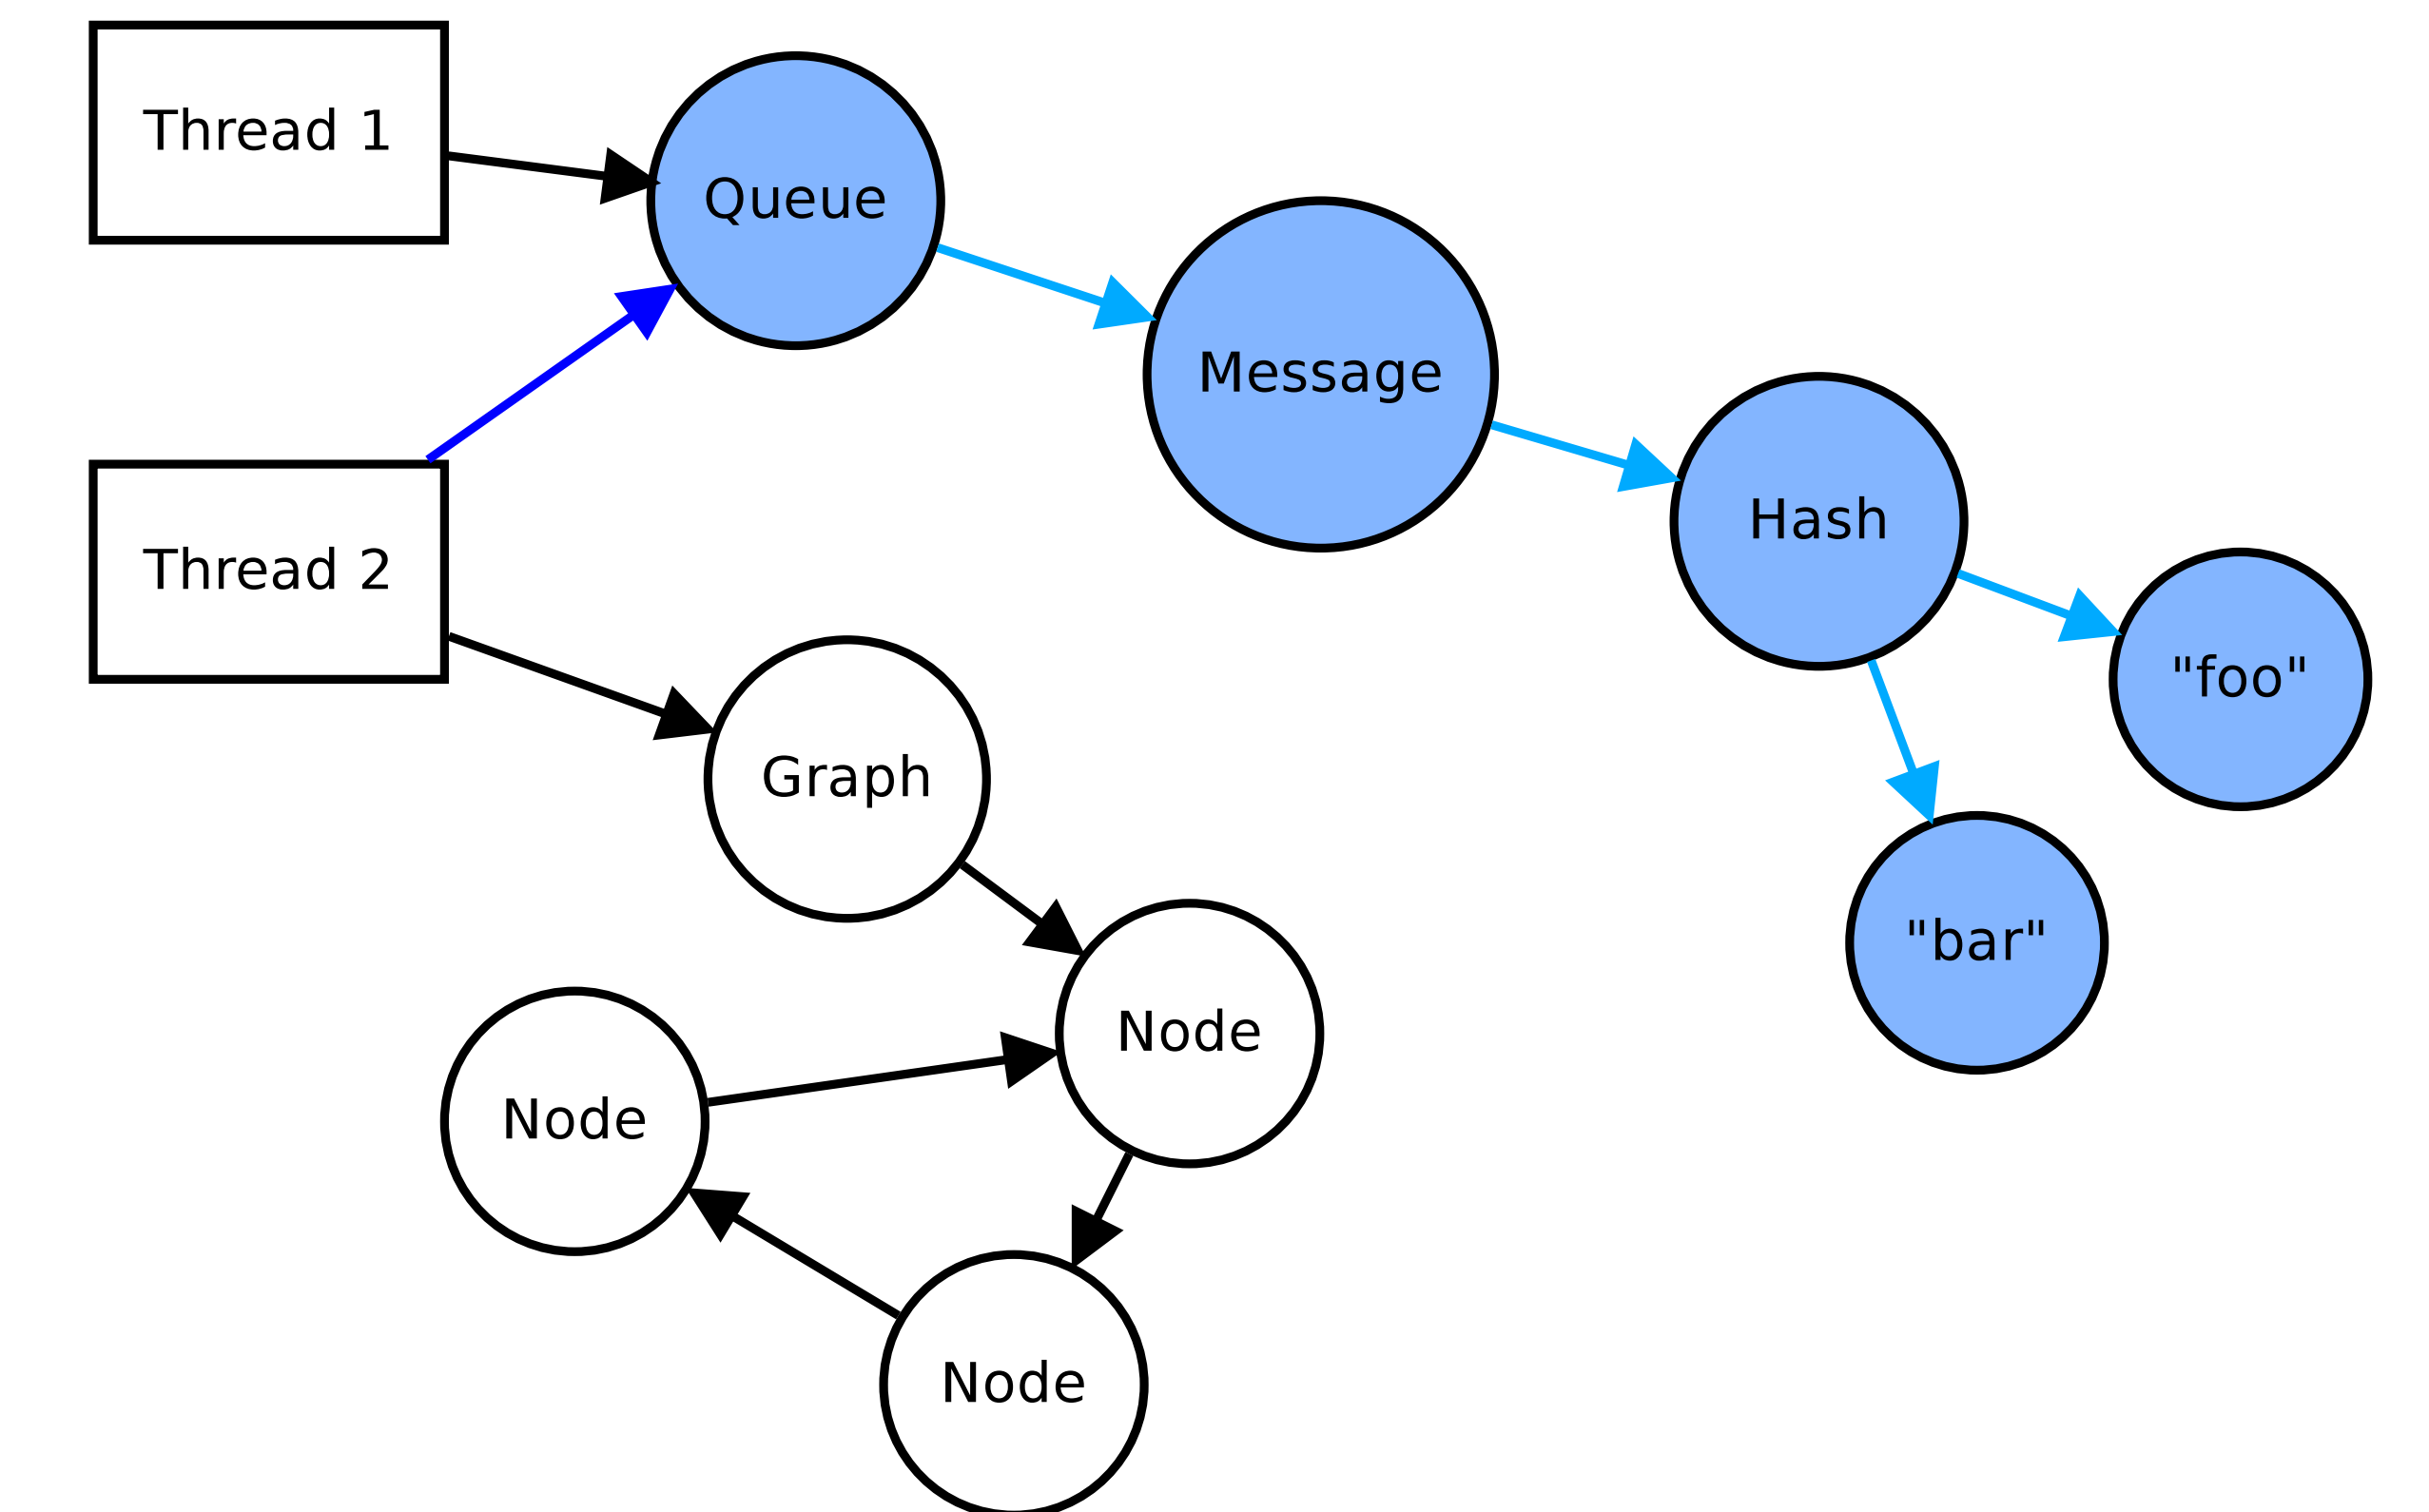 Thread 1
Queue
Message
Hash
Thread 2
"foo"
Graph
"bar"
Node
Node
Node